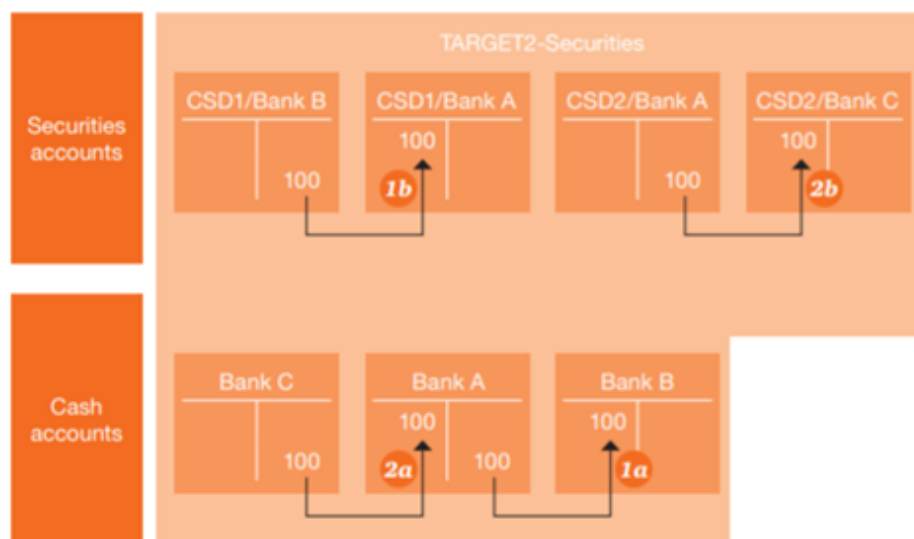 TARGET2-Securities
Securities
accounts
CSD1/Bank B
CSD1/Bank A
CSD2/Bank A
CSD2/Bank C
100
100
100
100
1b
2b
Cash
accounts
Bank C
Bank A
Bank B
100
100
100
100
2a
1a